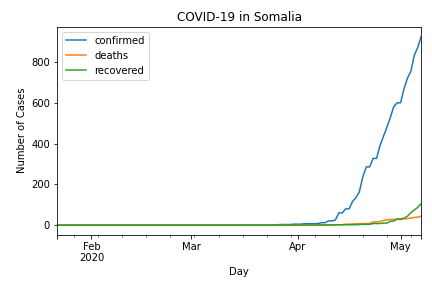 COVID-19 in Somalia
confirmed
deaths
recovered
Number of Cases
800
600
400
200
0
Feb Mar Apr May
2020
Day